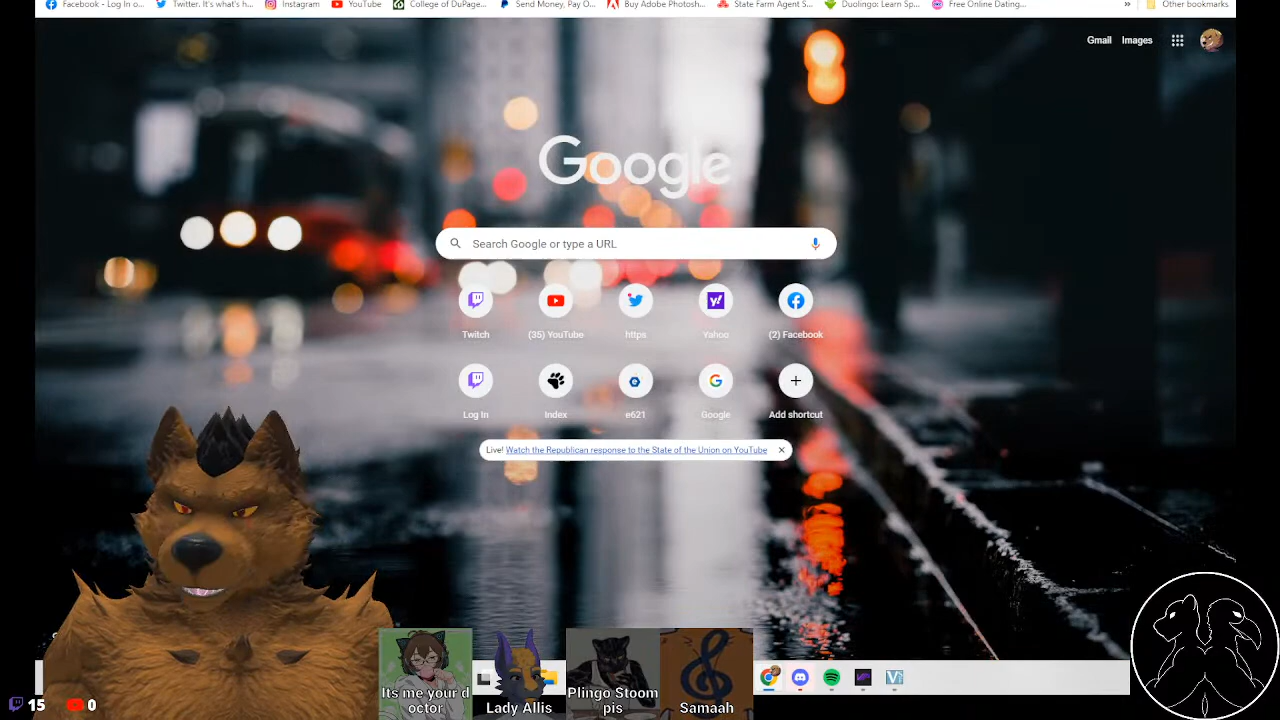 Facebook - Log In o... Twitter. It's what's h... Instagram YouTube College of DuPage... Send Money, Pay O... Buy Adobe Photosh... State Farm Agent S... Duolingo: Learn Sp... Free Online Dating... » Other bookmarks
Gmail Images
Google
Search Google or type a URL
Twitch (35) YouTube https Yahoo (2) Facebook
Log In Index e621 Google Add shortcut
Live! Watch the Republican response to the State of the Union on YouTube
Its me your d
octor
Lady Allis
Plingo Stoom
pis
Samaah
15 0